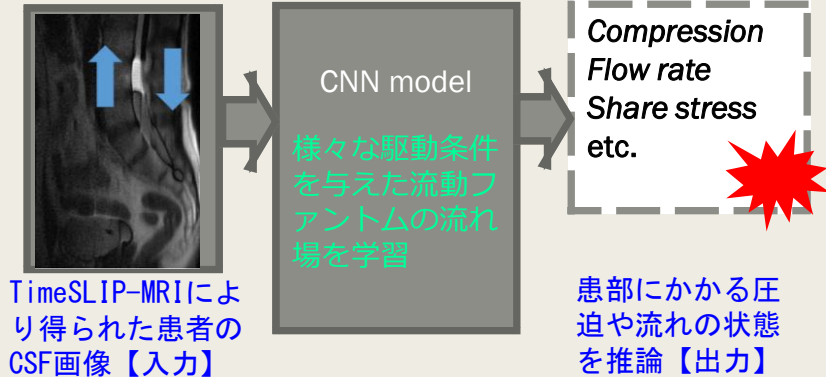 CNN model
様々な駆動条件
を与えた流動フ
ァントムの流れ
場を学習
Compression
Flow rate
Share stress
etc.
TimeSLIP-MRIによ
り得られた患者の
CSF画像【入力】
患部にかかる圧
迫や流れの状態
を推論【出力】